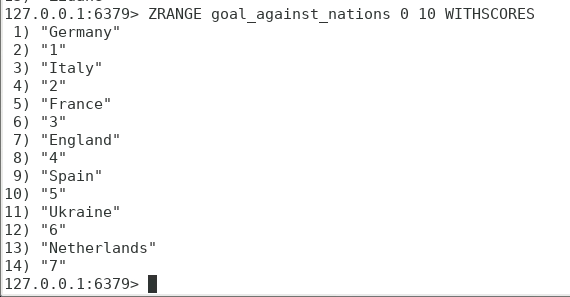 127.0.0.1:6379> ZRANGE goal_against_nations 0 10 WITHSCORES
1) "Germany"
2) "1"
3) "Italy"
4) "2"
5) "France"
6) "3"
7) "England"
8) "4"
9) "Spain"
10) "5"
11) "Ukraine"
12) "6"
13) "Netherlands"
14) "7"
127.0.0.1:6379>